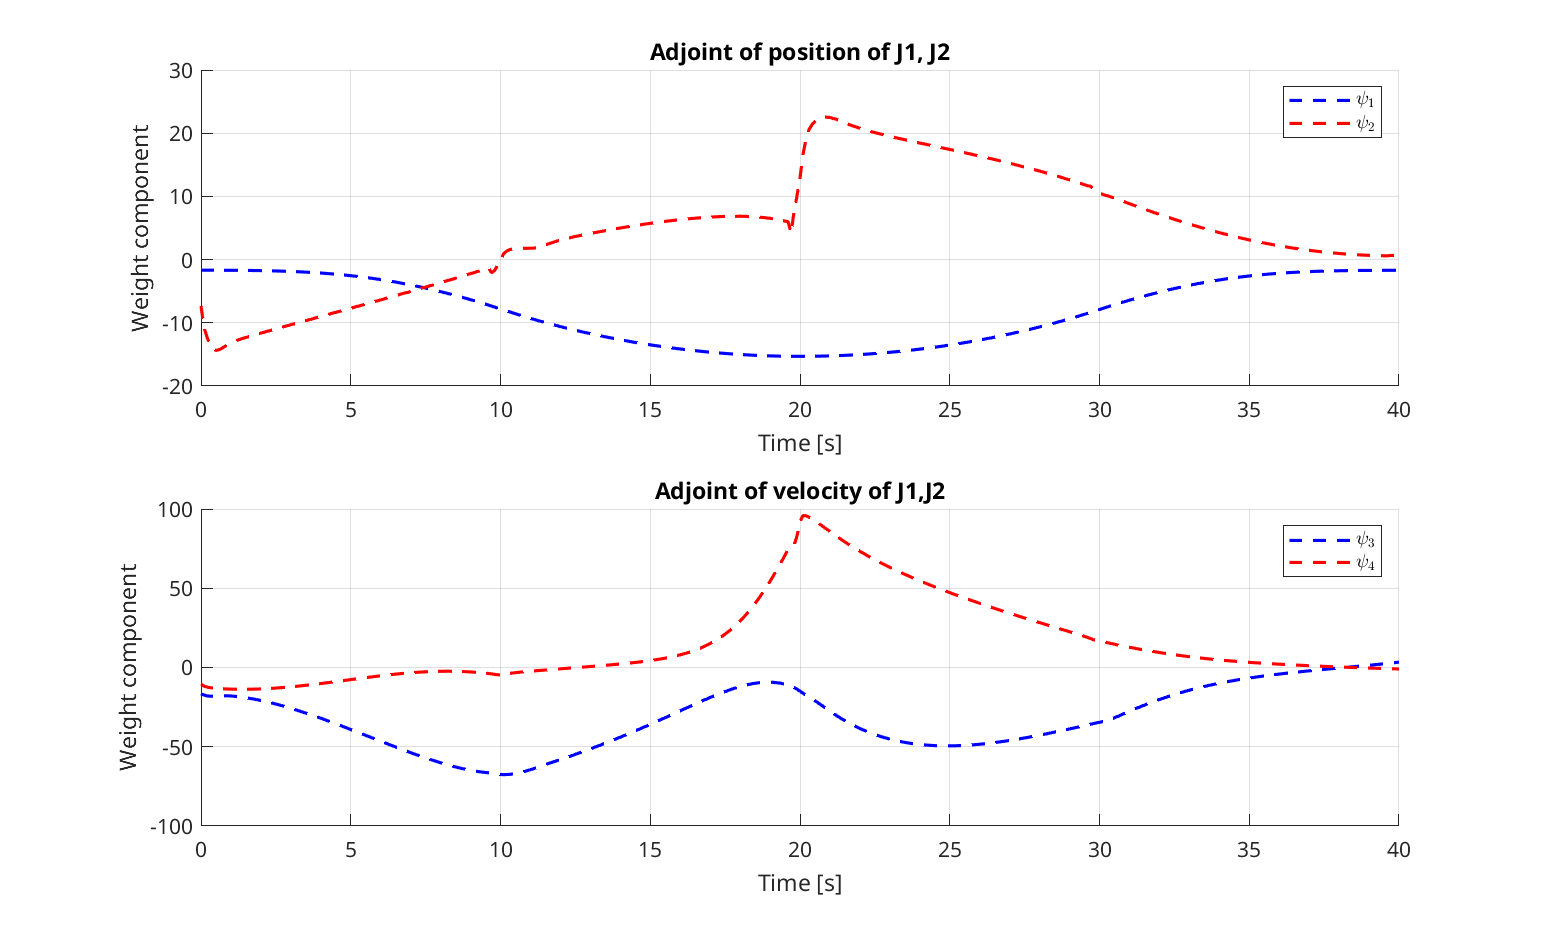 Adjoint of position of J1, J2
30
20
10
0
-10
-20
Weight component
ψ1
ψ2
0 5 10 15 20 25 30 35 40
Time [s]
Adjoint of velocity of J1,J2
100
50
0
-50
-100
Weight component
ψ3
ψ4
0 5 10 15 20 25 30 35 40
Time [s]